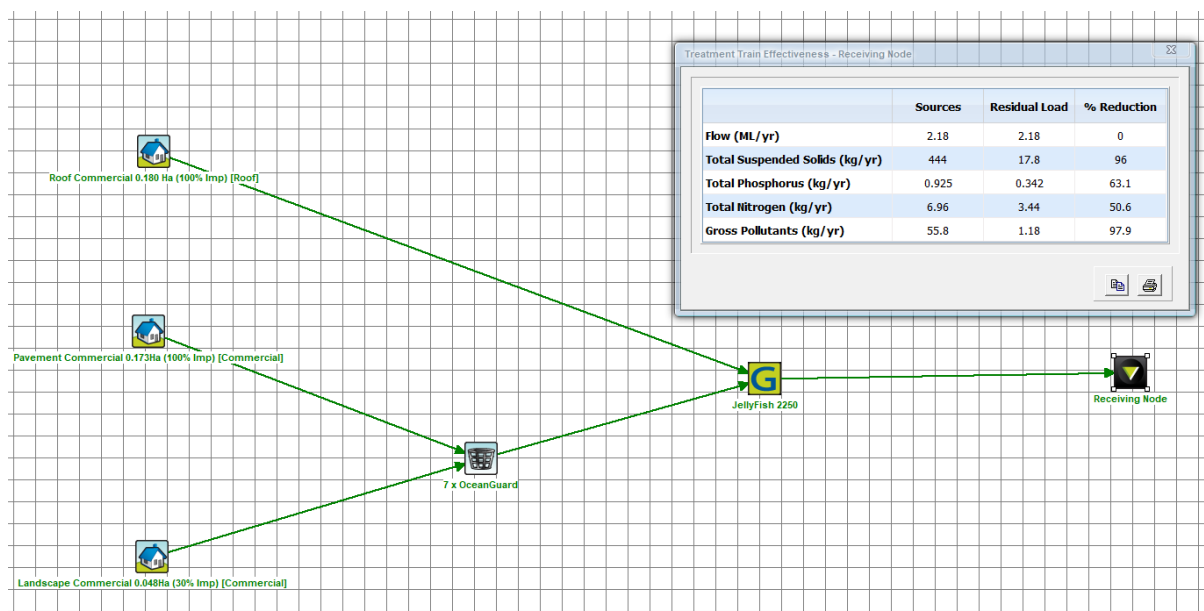 Treatment Train Effectiveness - Receiving Node
Sources Residual Load % Reduction
Flow (ML/yr) 2.18 2.18 0
Total Suspended Solids (kg/yr) 444 17.8 96
Total Phosphorus (kg/yr) 0.925 0.342 63.1
Total Nitrogen (kg/yr) 6.96 3.44 50.6
Gross Pollutants (kg/yr) 55.8 1.18 97.9
Roof Commercial 0.180 Ha (100% Imp) [Roof]
Pavement Commercial 0.173Ha (100% Imp) [Commercial]
G
JellyFish 2250
Receiving Node
7 x OceanGuard
Landscape Commercial 0.048Ha (30% Imp) [Commercial]